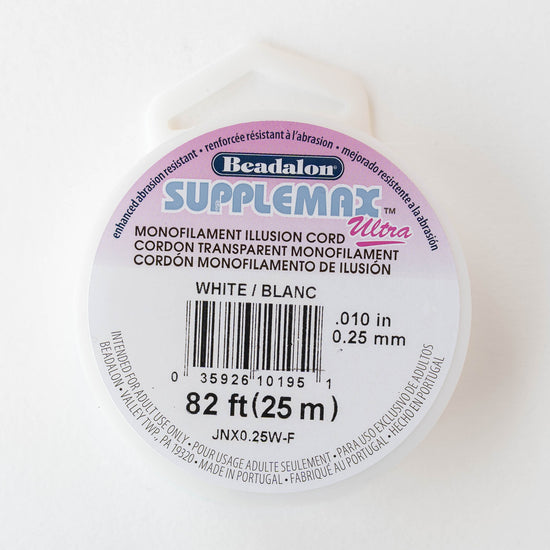 enhanced abrasion resistant • renforcée résistant à l'abrasion • mejorado resistente a la abrasión
Beadalon®
SUPPLEMAX™
Ultra
MONOFILAMENT ILLUSION CORD
CORDON TRANSPARENT MONOFILAMENT
CORDÓN MONOFILAMENTO DE ILUSIÓN
WHITE / BLANC
.010 in
0.25 mm
0 35926 10195 1
82 ft (25 m)
JNX0.25W-F
INTENDED FOR ADULT USE ONLY • POUR USAGE ADULTE SEULEMENT • PARA USO EXCLUSIVO DE ADULTOS
BEADALON • VALLEY TWP., PA 19320 • MADE IN PORTUGAL • FABRIQUÉ AU PORTUGAL • HECHO EN PORTUGAL